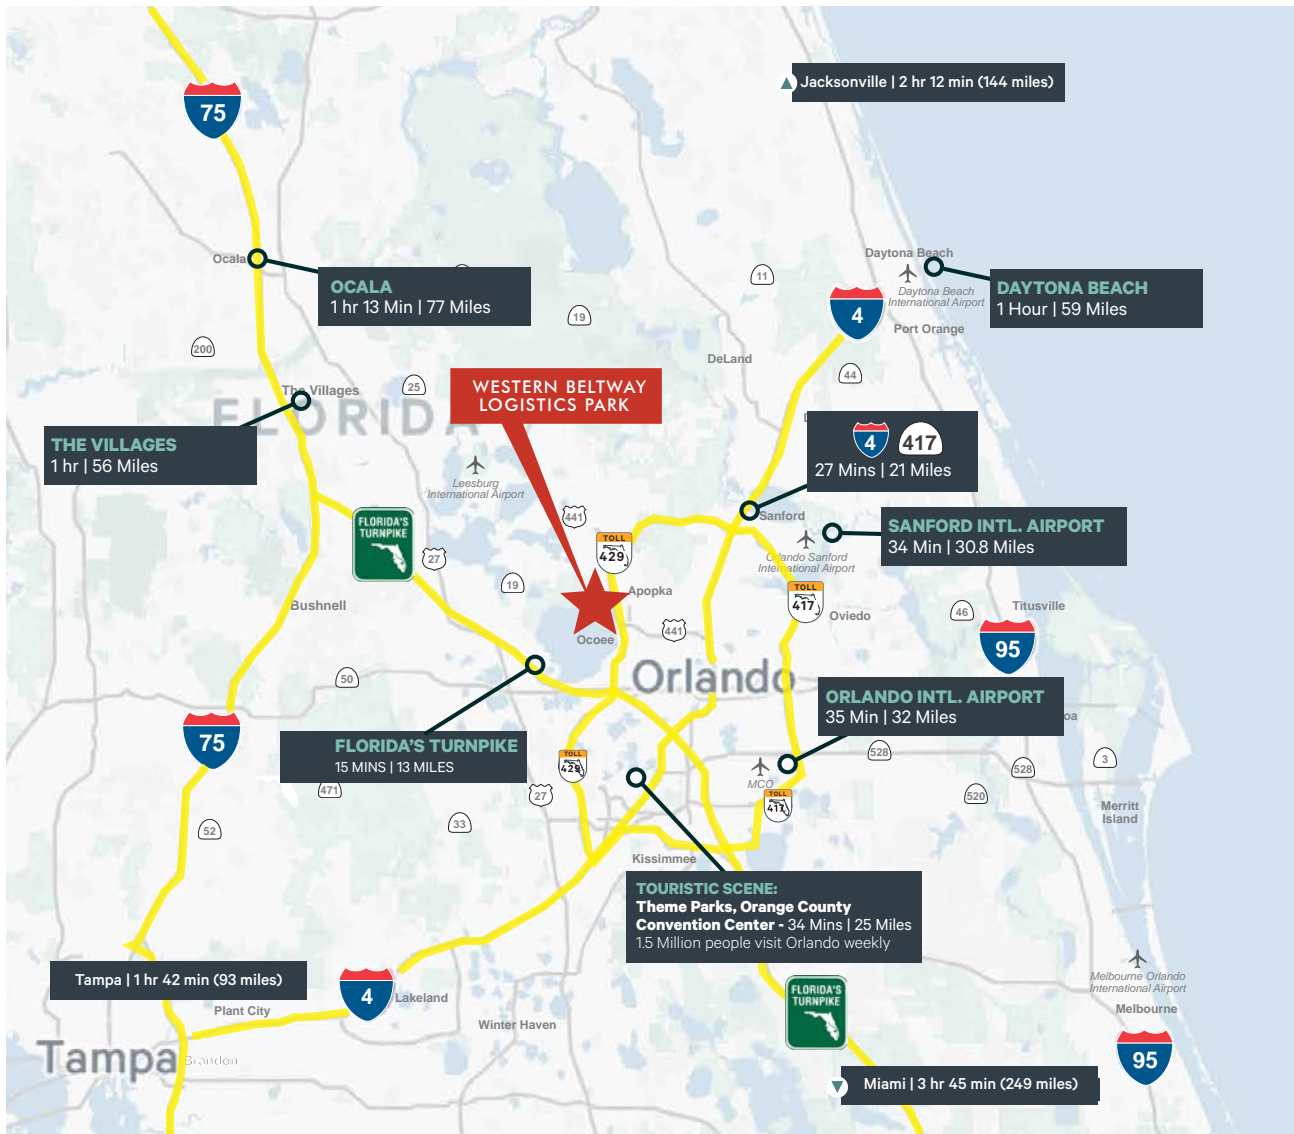 75
Jacksonville | 2 hr 12 min (144 miles)
Ocala
OCALA
1 hr 13 Min | 77 Miles
11
Daytona Beach
Daytona Beach
International Airport
DAYTONA BEACH
1 Hour | 59 Miles
4
Port Orange
19
200
DeLand
44
25
The Villages
FLORIDA
WESTERN BELTWAY
LOGISTICS PARK
THE VILLAGES
1 hr | 56 Miles
4 417
27 Mins | 21 Miles
Leesburg
International Airport
441
Sanford
SANFORD INTL. AIRPORT
34 Min | 30.8 Miles
FLORIDA'S
TURNPIKE
27
TOLL
429
Orlando Sanford
International Airport
19
Apopka
TOLL
417
Oviedo
Bushnell
46
Titusville
441
Ocoee
95
50
Orlando
ORLANDO INTL. AIRPORT
35 Min | 32 Miles
oa
75
FLORIDA'S TURNPIKE
15 MINS | 13 MILES
TOLL
429
528
528
3
MCO
471
27
TOLL
417
520
Merritt
Island
52
33
Kissimmee
TOURISTIC SCENE:
Theme Parks, Orange County
Convention Center - 34 Mins | 25 Miles
1.5 Million people visit Orlando weekly
Tampa | 1 hr 42 min (93 miles)
4
Lakeland
Plant City
Winter Haven
FLORIDA'S
TURNPIKE
Melbourne Orlando
International Airport
Melbourne
95
Tampa
Brandon
Miami | 3 hr 45 min (249 miles)